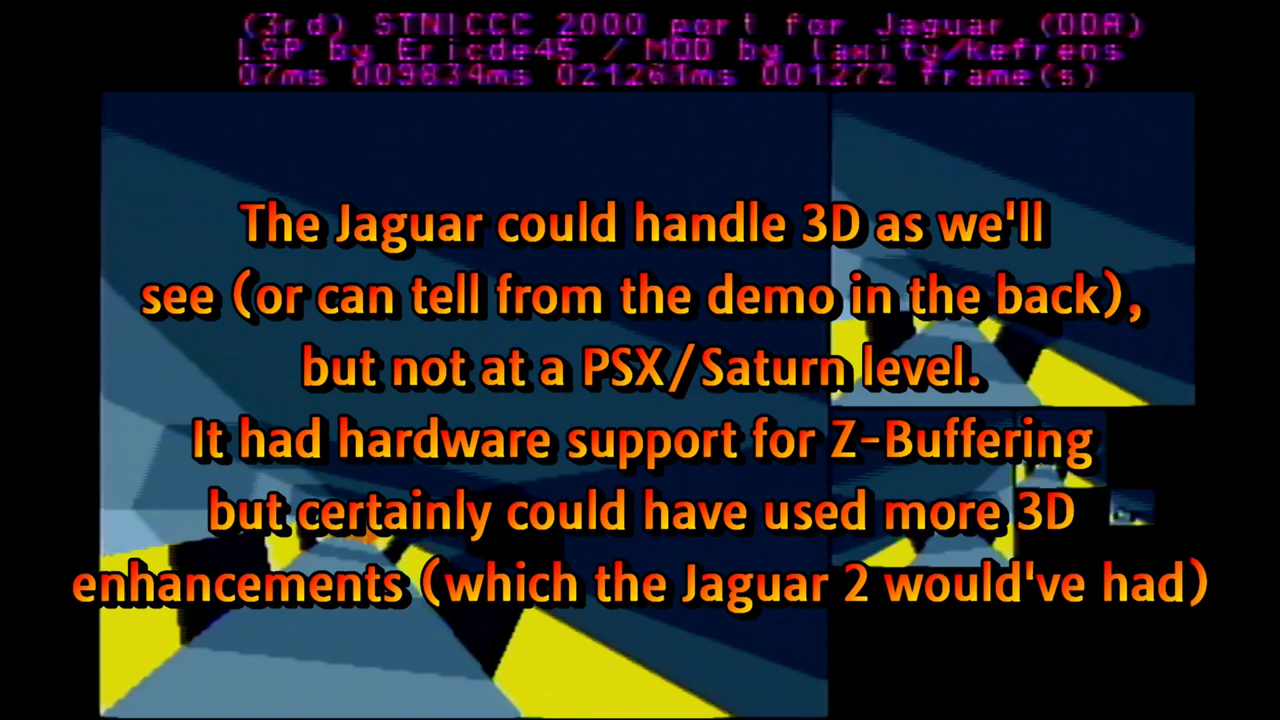 (3rd) STNICCC 2000 port for Jaguar (DDA)
LSP by Ericde45 / MOD by laxity/Kefrens
07ms 009834ms 021261ms 001272 frame(s)
The Jaguar could handle 3D as we'll
see (or can tell from the demo in the back),
but not at a PSX/Saturn level.
It had hardware support for Z-Buffering
but certainly could have used more 3D
enhancements (which the Jaguar 2 would've had)